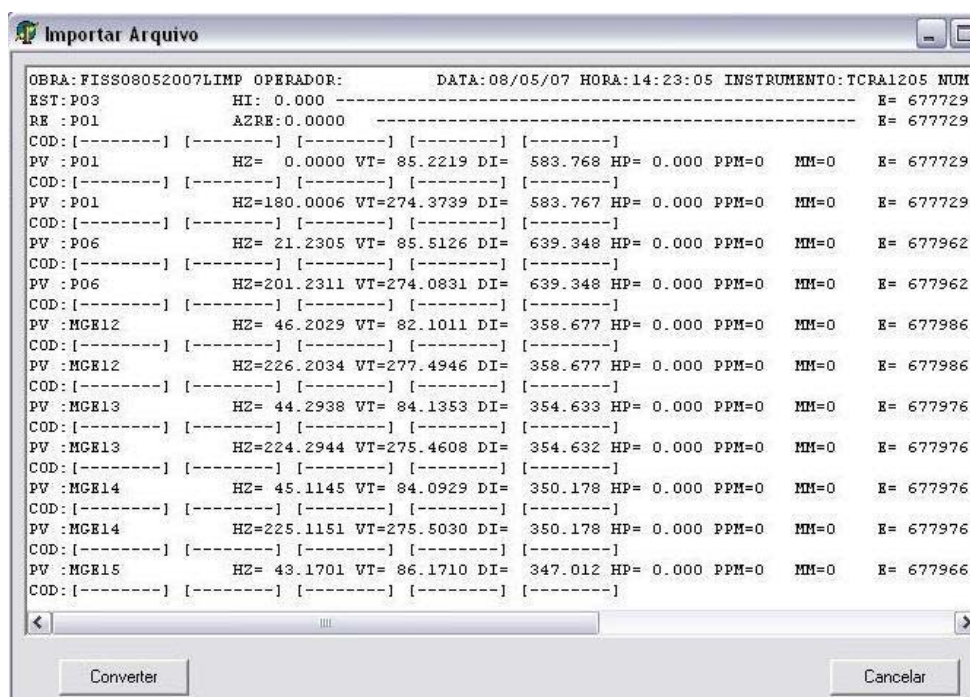 Importar Arquivo
OBRA:FISS08052007LIMP OPERADOR: DATA:08/05/07 HORA:14:23:05 INSTRUMENTO:TCRA1205 NUM
EST:P03 HI: 0.000 -------------------------------------------------------- E= 677729
RE :P01 AZRE:0.0000 ---------------------------------------------------- E= 677729
COD:[--------] [--------] [--------] [--------] [--------]
PV :P01 HZ= 0.0000 VT= 85.2219 DI= 583.768 HP= 0.000 PPM=0 MM=0 E= 677729
COD:[--------] [--------] [--------] [--------] [--------]
PV :P01 HZ=180.0006 VT=274.3739 DI= 583.767 HP= 0.000 PPM=0 MM=0 E= 677729
COD:[--------] [--------] [--------] [--------] [--------]
PV :P06 HZ= 21.2305 VT= 85.5126 DI= 639.348 HP= 0.000 PPM=0 MM=0 E= 677962
COD:[--------] [--------] [--------] [--------] [--------]
PV :P06 HZ=201.2311 VT=274.0831 DI= 639.348 HP= 0.000 PPM=0 MM=0 E= 677962
COD:[--------] [--------] [--------] [--------] [--------]
PV :MGE12 HZ= 46.2029 VT= 82.1011 DI= 358.677 HP= 0.000 PPM=0 MM=0 E= 677986
COD:[--------] [--------] [--------] [--------] [--------]
PV :MGE12 HZ=226.2034 VT=277.4946 DI= 358.677 HP= 0.000 PPM=0 MM=0 E= 677986
COD:[--------] [--------] [--------] [--------] [--------]
PV :MGE13 HZ= 44.2938 VT= 84.1353 DI= 354.633 HP= 0.000 PPM=0 MM=0 E= 677976
COD:[--------] [--------] [--------] [--------] [--------]
PV :MGE13 HZ=224.2944 VT=275.4608 DI= 354.632 HP= 0.000 PPM=0 MM=0 E= 677976
COD:[--------] [--------] [--------] [--------] [--------]
PV :MGE14 HZ= 45.1145 VT= 84.0929 DI= 350.178 HP= 0.000 PPM=0 MM=0 E= 677976
COD:[--------] [--------] [--------] [--------] [--------]
PV :MGE14 HZ=225.1151 VT=275.5030 DI= 350.178 HP= 0.000 PPM=0 MM=0 E= 677976
COD:[--------] [--------] [--------] [--------] [--------]
PV :MGE15 HZ= 43.1701 VT= 86.1710 DI= 347.012 HP= 0.000 PPM=0 MM=0 E= 677966
COD:[--------] [--------] [--------] [--------] [--------]
Converter Cancelar